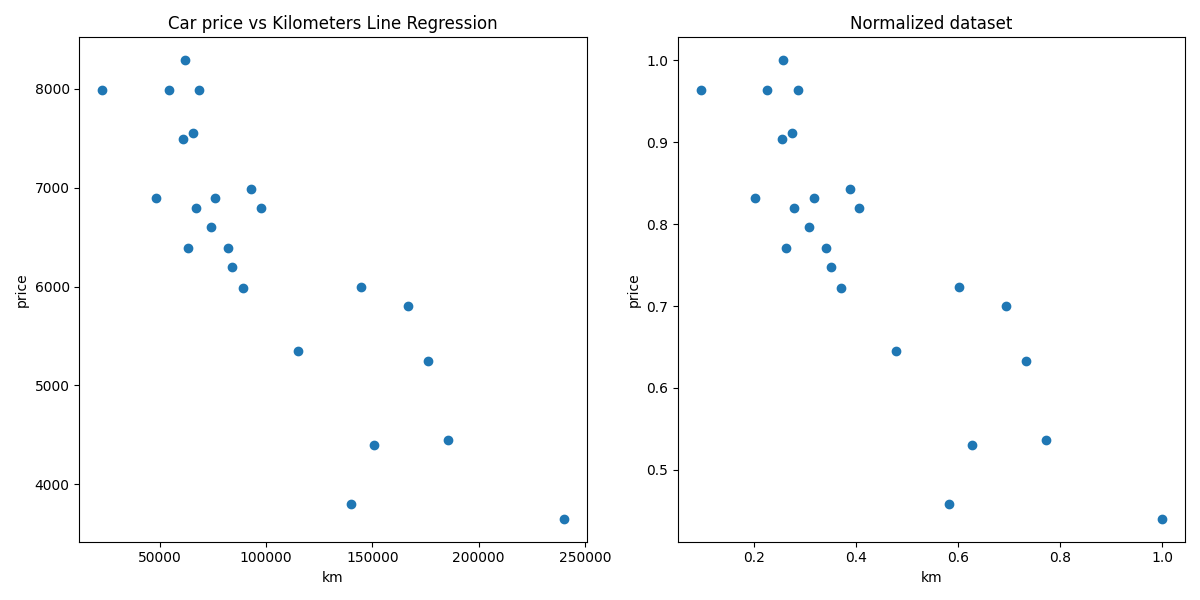 Car price vs Kilometers Line Regression
price
8000
7000
6000
5000
4000
50000 100000 150000 200000 250000
km
Normalized dataset
price
1.0
0.9
0.8
0.7
0.6
0.5
0.2 0.4 0.6 0.8 1.0
km